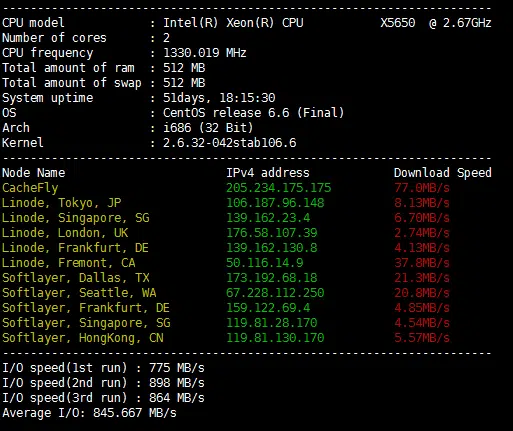 ----------------------------------------------------------------------
CPU model            : Intel(R) Xeon(R) CPU           X5650  @ 2.67GHz
Number of cores      : 2
CPU frequency        : 1330.019 MHz
Total amount of ram  : 512 MB
Total amount of swap : 512 MB
System uptime        : 51days, 18:15:30
OS                   : CentOS release 6.6 (Final)
Arch                 : i686 (32 Bit)
Kernel               : 2.6.32-042stab106.6
----------------------------------------------------------------------
Node Name                       IPv4 address            Download Speed
CacheFly                        205.234.175.175         77.0MB/s
Linode, Tokyo, JP               106.187.96.148          8.13MB/s
Linode, Singapore, SG           139.162.23.4            6.70MB/s
Linode, London, UK              176.58.107.39           2.74MB/s
Linode, Frankfurt, DE           139.162.130.8           4.13MB/s
Linode, Fremont, CA             50.116.14.9             37.8MB/s
Softlayer, Dallas, TX           173.192.68.18           21.3MB/s
Softlayer, Seattle, WA          67.228.112.250          20.8MB/s
Softlayer, Frankfurt, DE        159.122.69.4            4.85MB/s
Softlayer, Singapore, SG        119.81.28.170           4.54MB/s
Softlayer, HongKong, CN         119.81.130.170          5.57MB/s
----------------------------------------------------------------------
I/O speed(1st run) : 775 MB/s
I/O speed(2nd run) : 898 MB/s
I/O speed(3rd run) : 864 MB/s
Average I/O: 845.667 MB/s